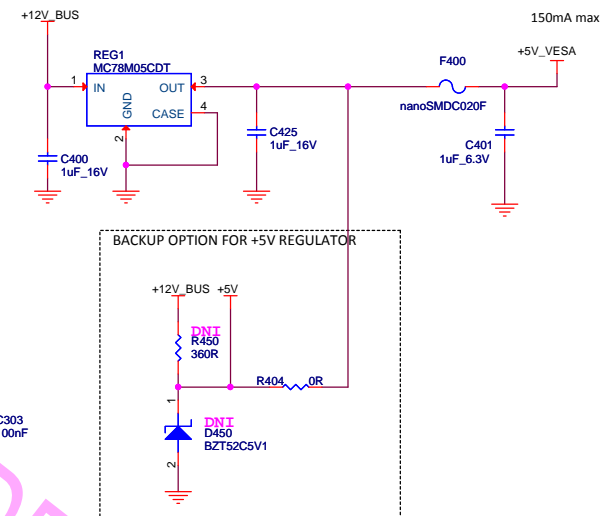 +12V_BUS
150mA max
REG1
MC78M05CDT
F400
+5V_VESA
1
IN
OUT
3
GND
CASE
4
2
nanoSMDC020F
C400
1uF_16V
C425
1uF_16V
C401
1uF_6.3V
BACKUP OPTION FOR +5V REGULATOR
+12V_BUS
+5V
DNI
R450
360R
R404
0R
1
DNI
D450
BZT52C5V1
2
C303
00nF